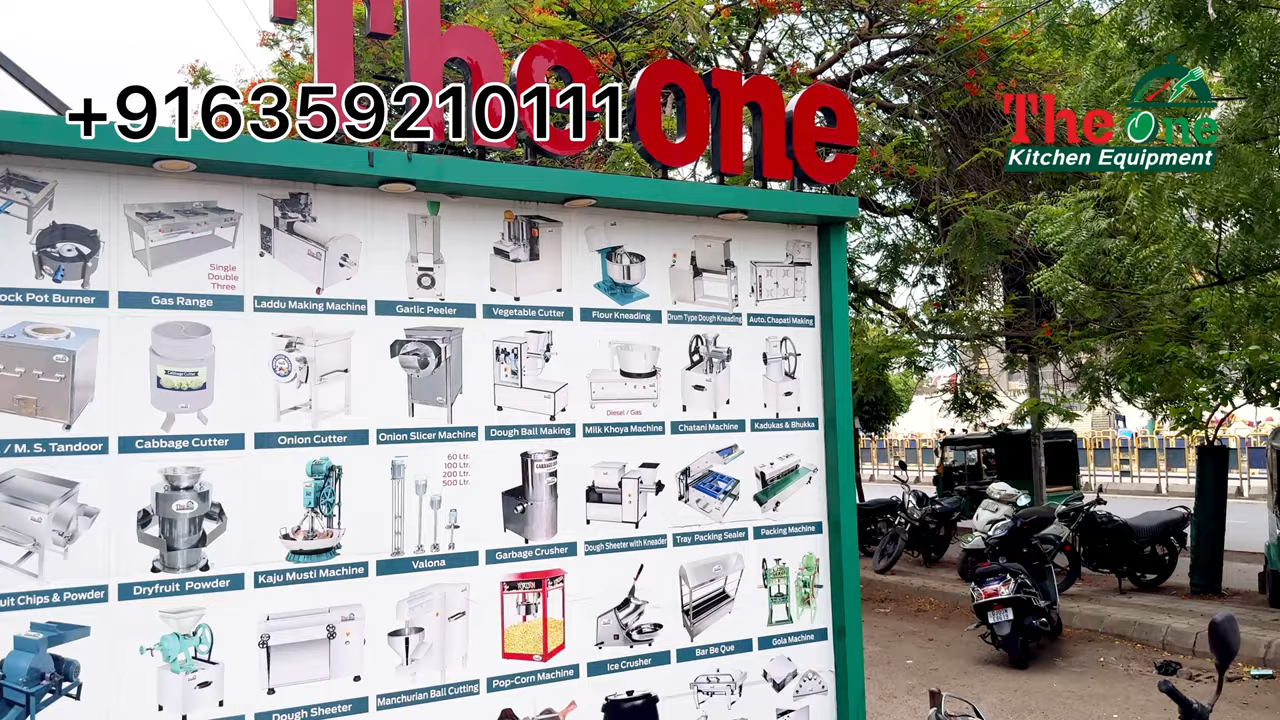 The one
+916359210111
The One
Kitchen Equipment
Single
Double
Three
ock Pot Burner
Gas Range
Laddu Making Machine
Garlic Peeler
Vegetable Cutter
Flour Kneading
Drum Type Dough Kneading
Auto. Chapati Making
Cabbage Cutter
Diesel / Gas
/ M. S. Tandoor
Cabbage Cutter
Onion Cutter
Onion Slicer Machine
Dough Ball Making
Milk Khoya Machine
Chatani Machine
Kadukas & Bhukka
60 Ltr.
100 Ltr.
200 Ltr.
500 Ltr.
uit Chips & Powder
Dryfruit Powder
Kaju Musti Machine
Valona
Garbage Crusher
Dough Sheeter with Kneader
Tray Packing Sealer
Packing Machine
Dough Sheeter
Manchurian Ball Cutting
Pop-Corn Machine
Ice Crusher
Bar Be Que
Gola Machine